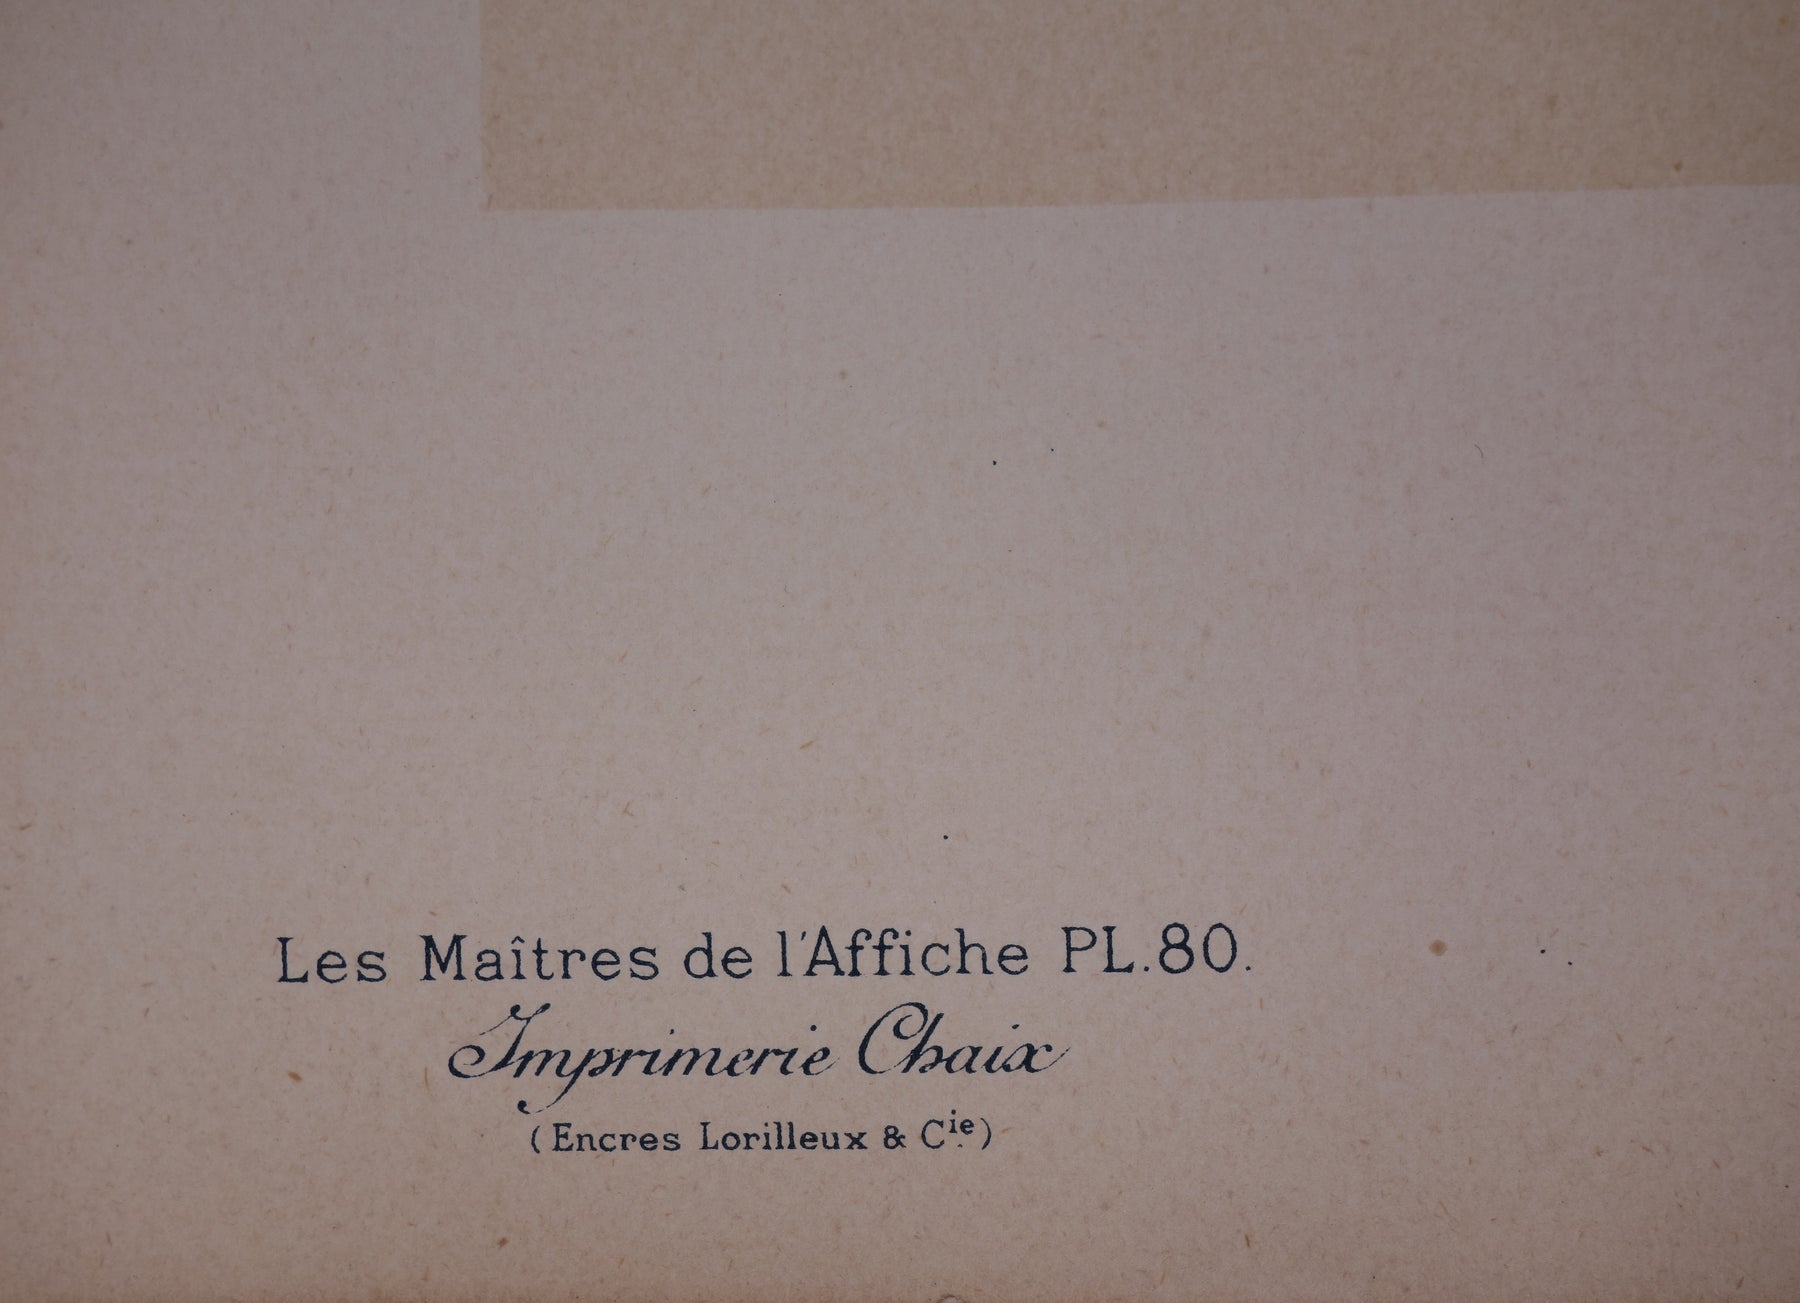 Les Maîtres de l'Affiche PL.80.
Imprimerie Chaix
(Encres Lorilleux & Cie)